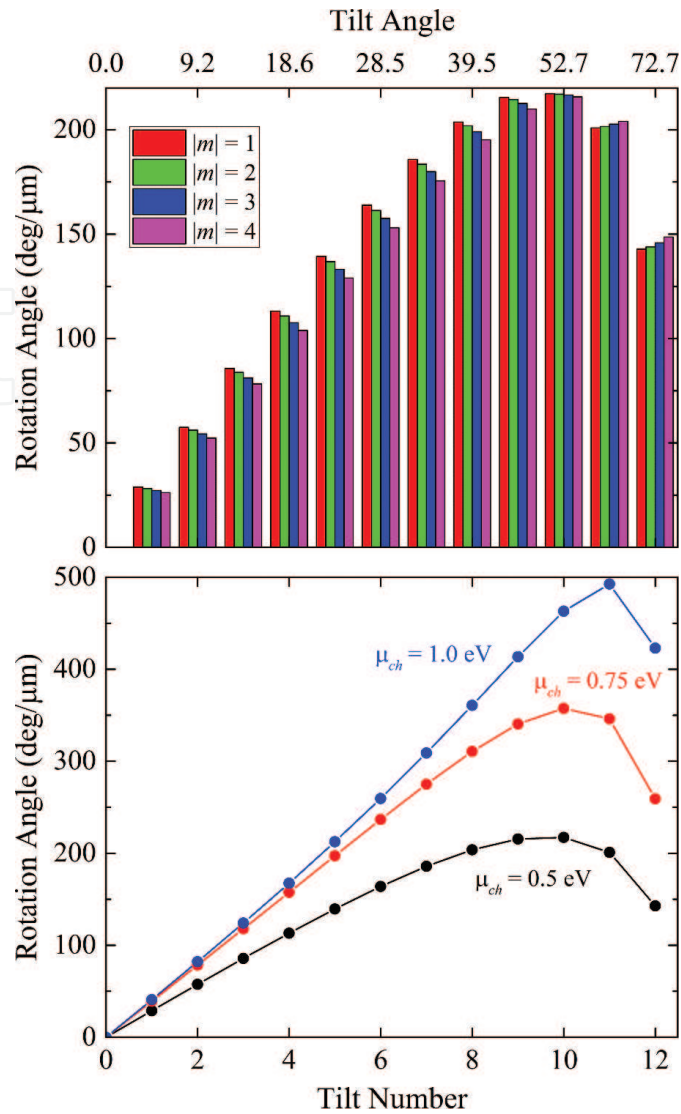 Tilt Angle
0.0 9.2 18.6 28.5 39.5 52.7 72.7
200
150
100
50
0
Rotation Angle (deg/μm)
|m| = 1
|m| = 2
|m| = 3
|m| = 4
500
400
300
200
100
0
Rotation Angle (deg/μm)
μch = 1.0 eV
μch = 0.75 eV
μch = 0.5 eV
0 2 4 6 8 10 12
Tilt Number